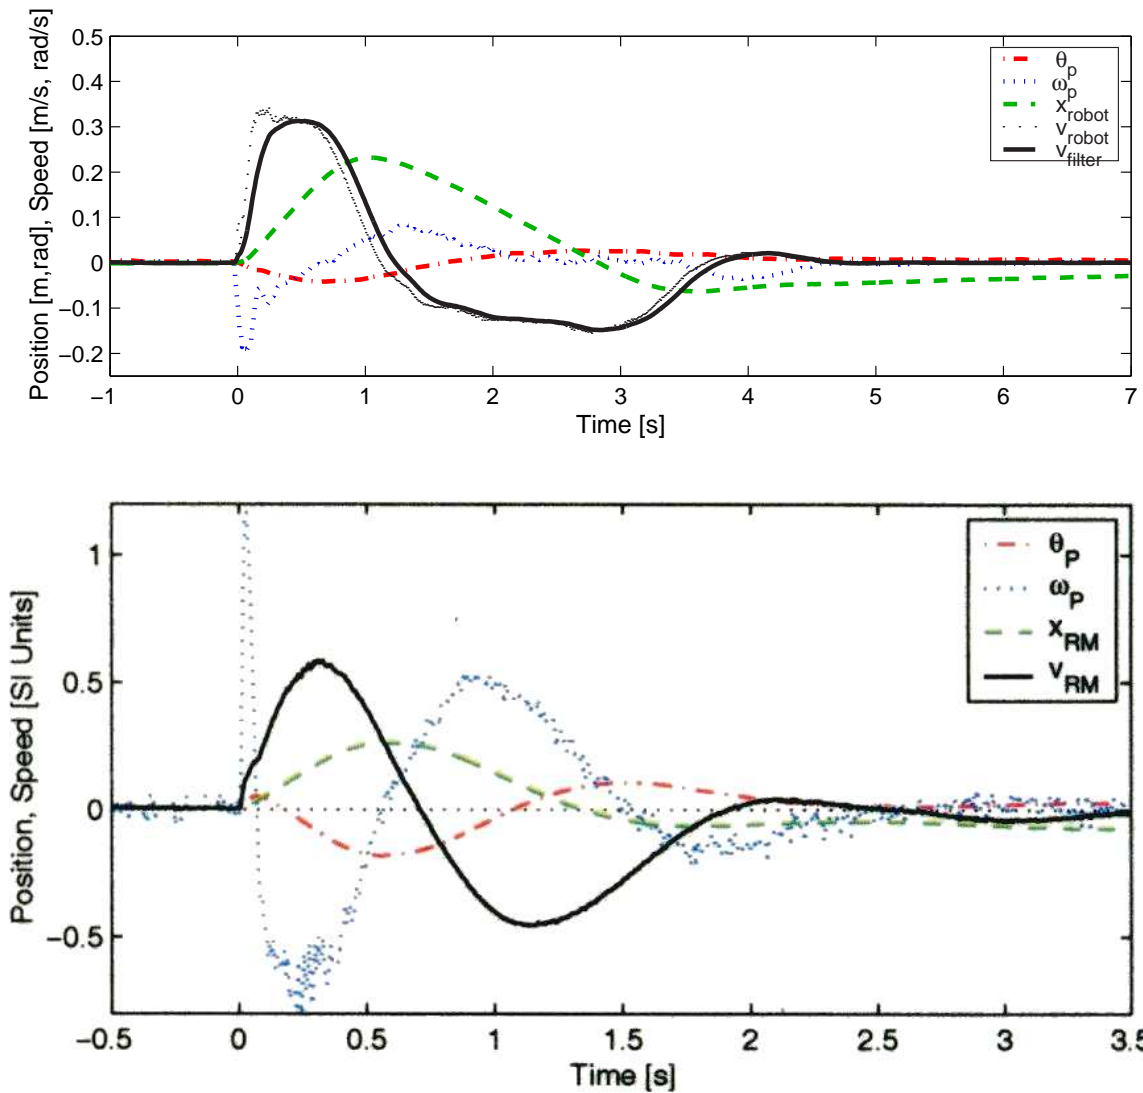 Position [m,rad], Speed [m/s, rad/s]
0.5
0.4
0.3
0.2
0.1
0
−0.1
−0.2
−1 0 1 2 3 4 5 6 7
Time [s]
θp
ωp
xrobot
vrobot
vfilter
Position, Speed [SI Units]
1
0.5
0
−0.5
−0.5 0 0.5 1 1.5 2 2.5 3 3.5
Time [s]
θP
ωP
xRM
vRM